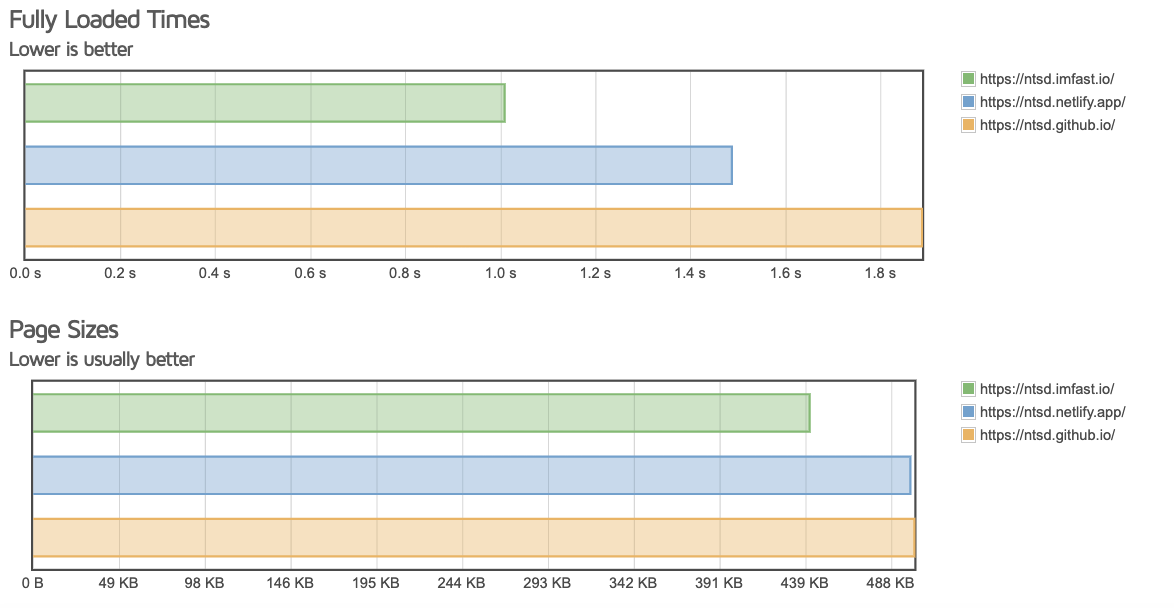 Fully Loaded Times
Lower is better
https://ntsd.imfast.io/
https://ntsd.netlify.app/
https://ntsd.github.io/
0.0 s 0.2 s 0.4 s 0.6 s 0.8 s 1.0 s 1.2 s 1.4 s 1.6 s 1.8 s
Page Sizes
Lower is usually better
https://ntsd.imfast.io/
https://ntsd.netlify.app/
https://ntsd.github.io/
0 B 49 KB 98 KB 146 KB 195 KB 244 KB 293 KB 342 KB 391 KB 439 KB 488 KB